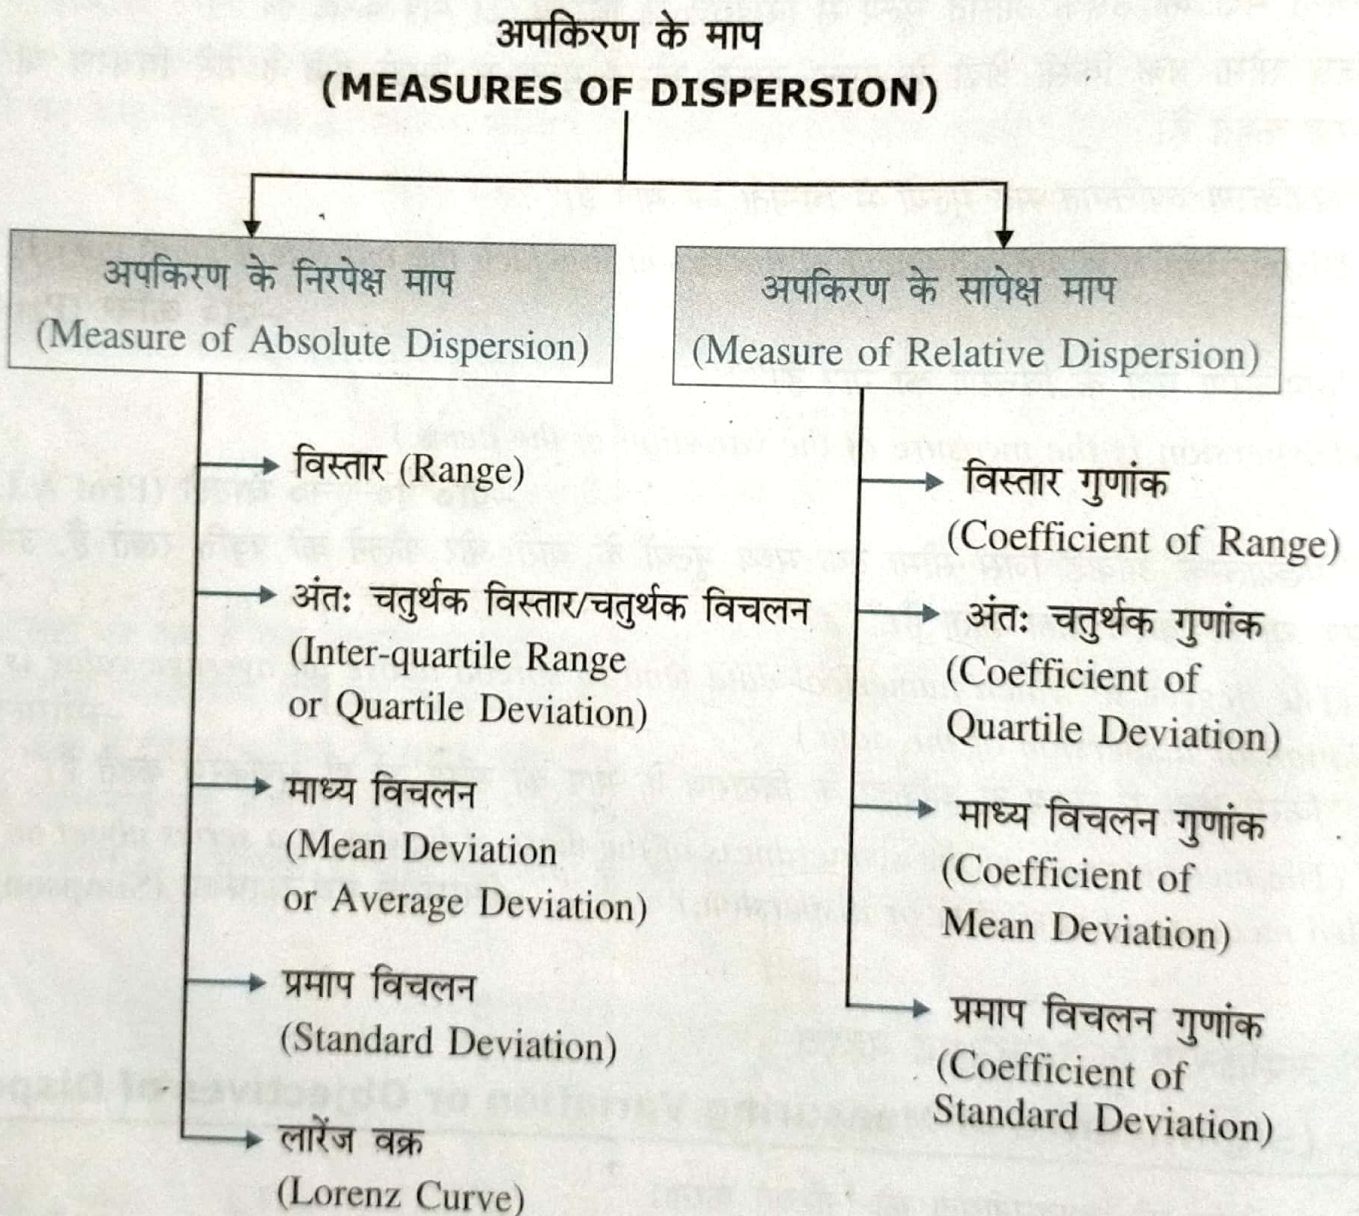 अपकिरण के माप
(MEASURES OF DISPERSION)
अपकिरण के निरपेक्ष माप
(Measure of Absolute Dispersion)
विस्तार (Range)
अंतः चतुर्थक विस्तार/चतुर्थक विचलन
(Inter-quartile Range
or Quartile Deviation)
माध्य विचलन
(Mean Deviation
or Average Deviation)
प्रमाप विचलन
(Standard Deviation)
लारेंज वक्र
(Lorenz Curve)
अपकिरण के सापेक्ष माप
(Measure of Relative Dispersion)
विस्तार गुणांक
(Coefficient of Range)
अंतः चतुर्थक गुणांक
(Coefficient of
Quartile Deviation)
माध्य विचलन गुणांक
(Coefficient of
Mean Deviation)
प्रमाप विचलन गुणांक
(Coefficient of
Standard Deviation)